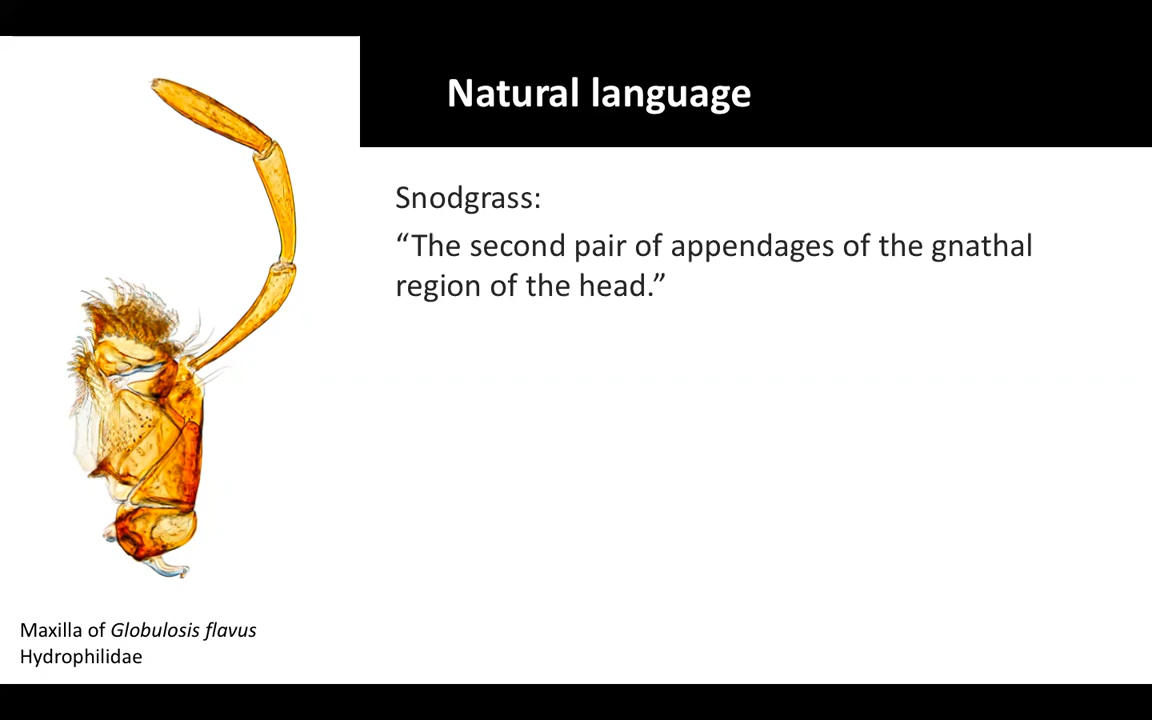 Natural language
Snodgrass:
“The second pair of appendages of the gnathal
region of the head.”
Maxilla of Globulosis flavus
Hydrophilidae